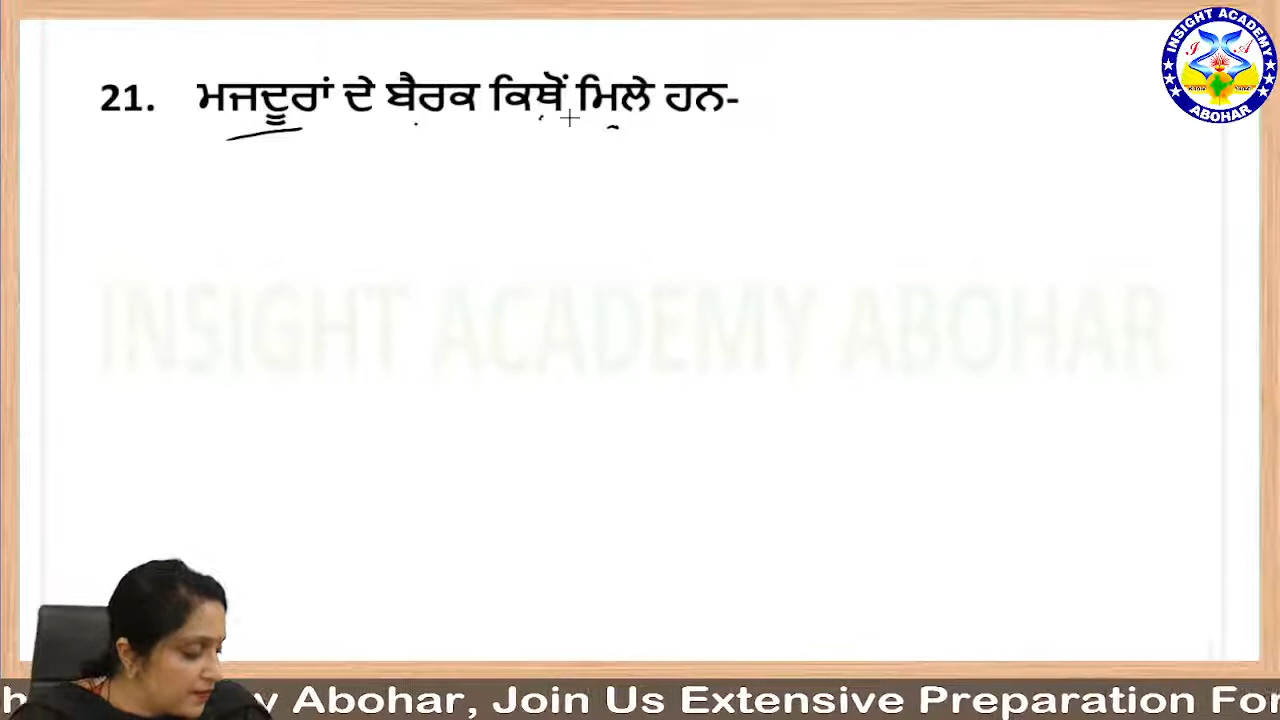 INSIGHT ACADEMY
I A
ABOHAR
21. ਮਜਦੂਰਾਂ ਦੇ ਬੈਰਕ ਕਿਥੋਂ ਮਿਲੇ ਹਨ-
INSIGHT ACADEMY ABOHAR
y Abohar, Join Us Extensive Preparation For